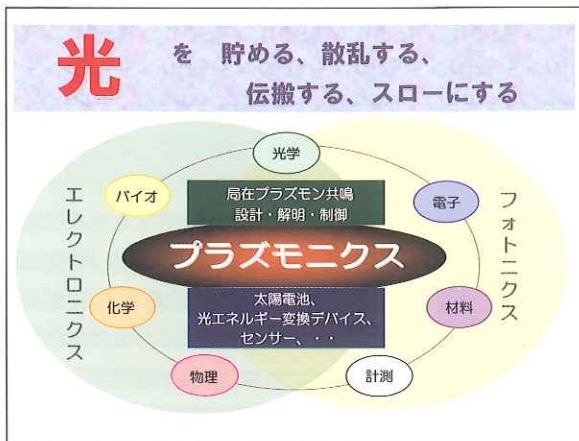 光 を 貯める、散乱する、
伝搬する、スローにする
光学
バイオ
電子
局在プラズモン共鳴
設計・解明・制御
エレクトロニクス
フォトニクス
プラズモニクス
化学
材料
太陽電池、
光エネルギー変換デバイス、
センサー、・・
物理
計測